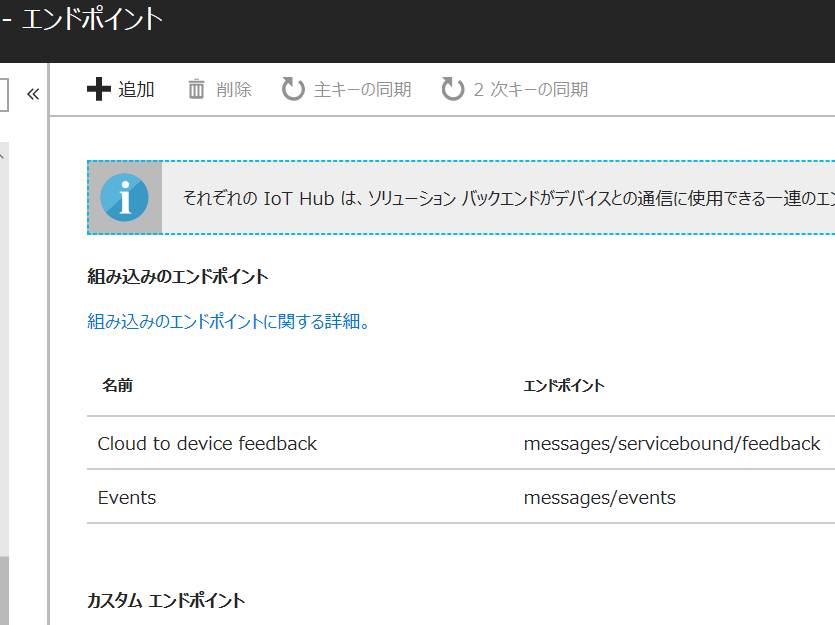 - エンドポイント
«
追加 削除 主キーの同期 2 次キーの同期
それぞれの IoT Hub は、ソリューション バックエンドがデバイスとの通信に使用できる一連のエン
組み込みのエンドポイント
組み込みのエンドポイントに関する詳細。
名前 エンドポイント
Cloud to device feedback messages/servicebound/feedback
Events messages/events
カスタム エンドポイント